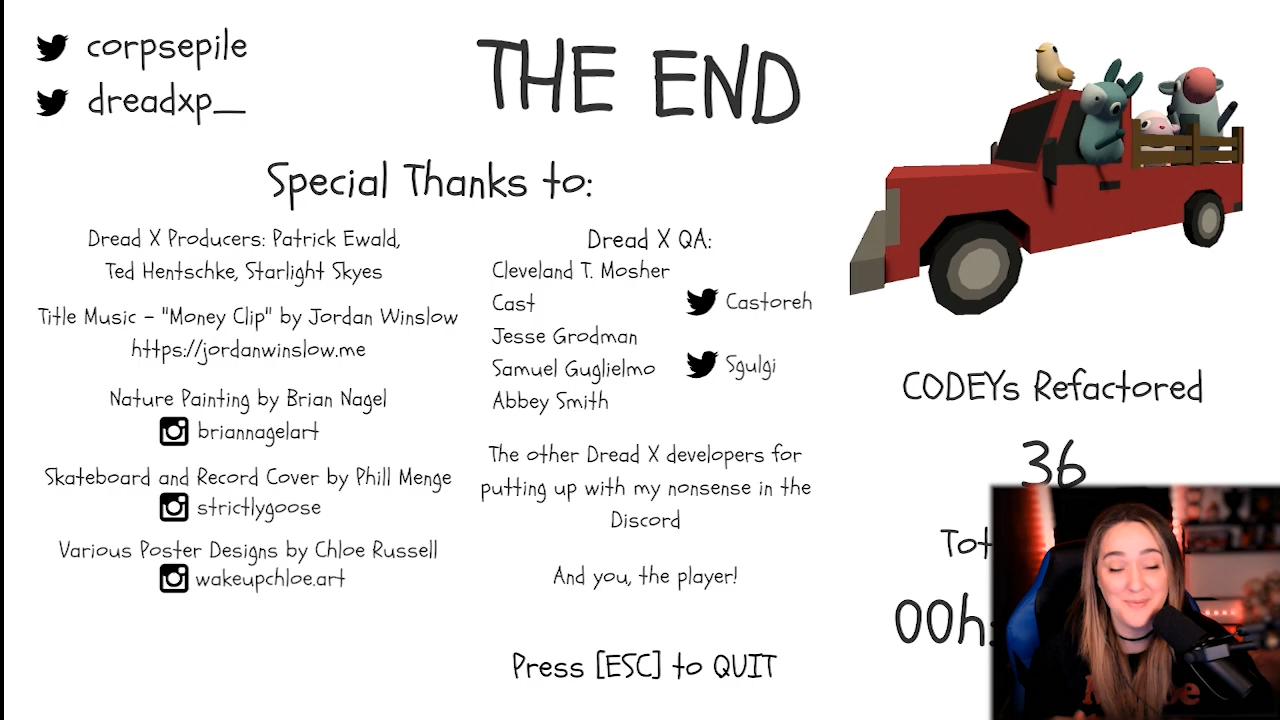 corpsepile
dreadxp__
THE END
Special Thanks to:
Dread X Producers: Patrick Ewald,
Ted Hentschke, Starlight Skyes
Title Music - "Money Clip" by Jordan Winslow
https://jordanwinslow.me
Nature Painting by Brian Nagel
briannagelart
Skateboard and Record Cover by Phill Menge
strictlygoose
Various Poster Designs by Chloe Russell
wakeupchloe.art
Dread X QA:
Cleveland T. Mosher
Cast
Castoreh
Jesse Grodman
Samuel Guglielmo
Sgulgi
Abbey Smith
The other Dread X developers for
putting up with my nonsense in the
Discord
And you, the player!
Press [ESC] to QUIT
CODEYs Refactored
36
00h: